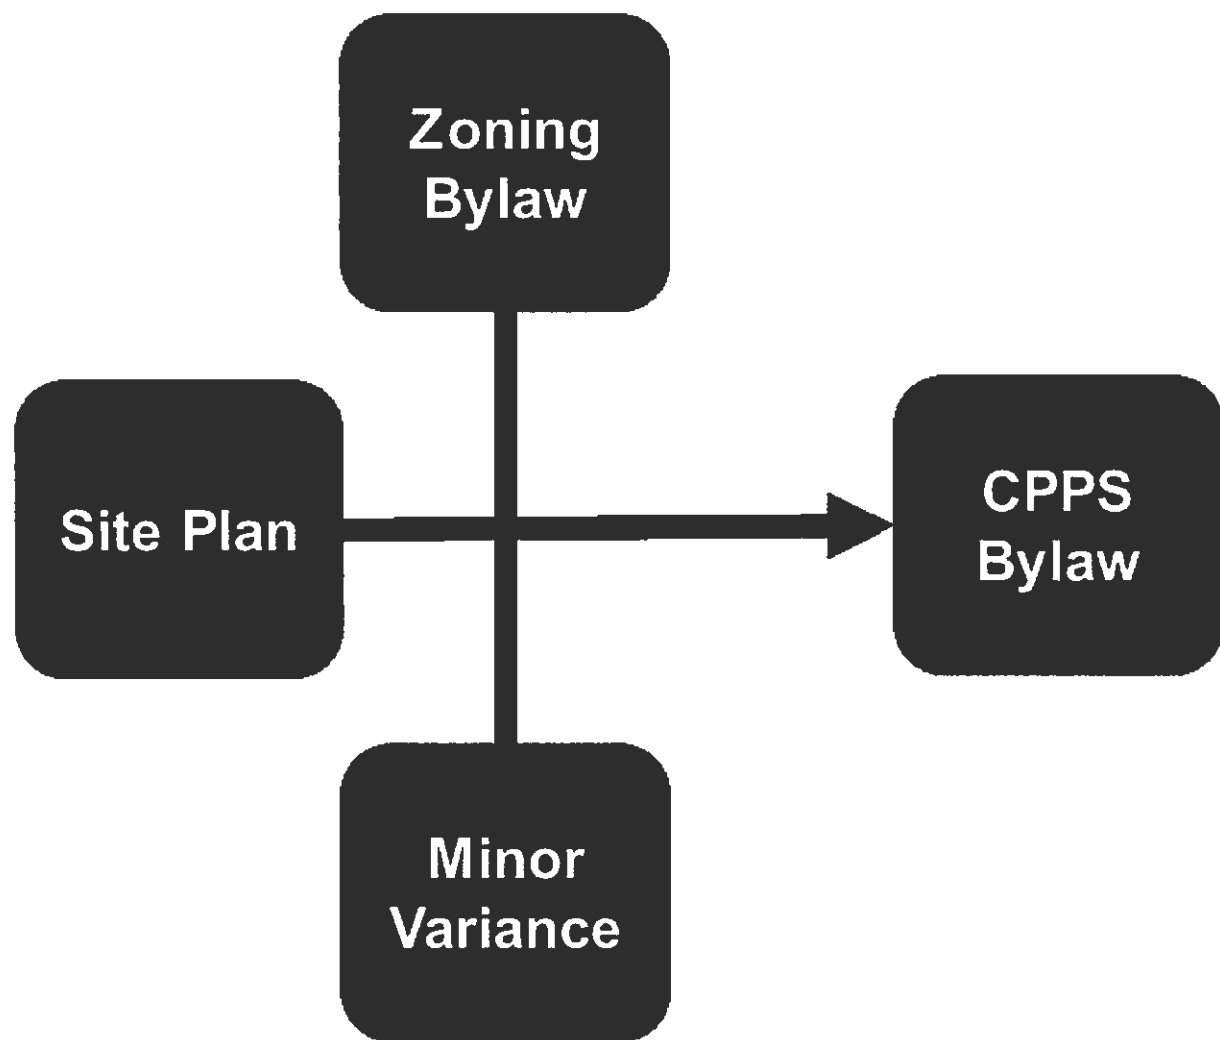 Zoning
Bylaw
Site Plan
CPPS
Bylaw
Minor
Variance